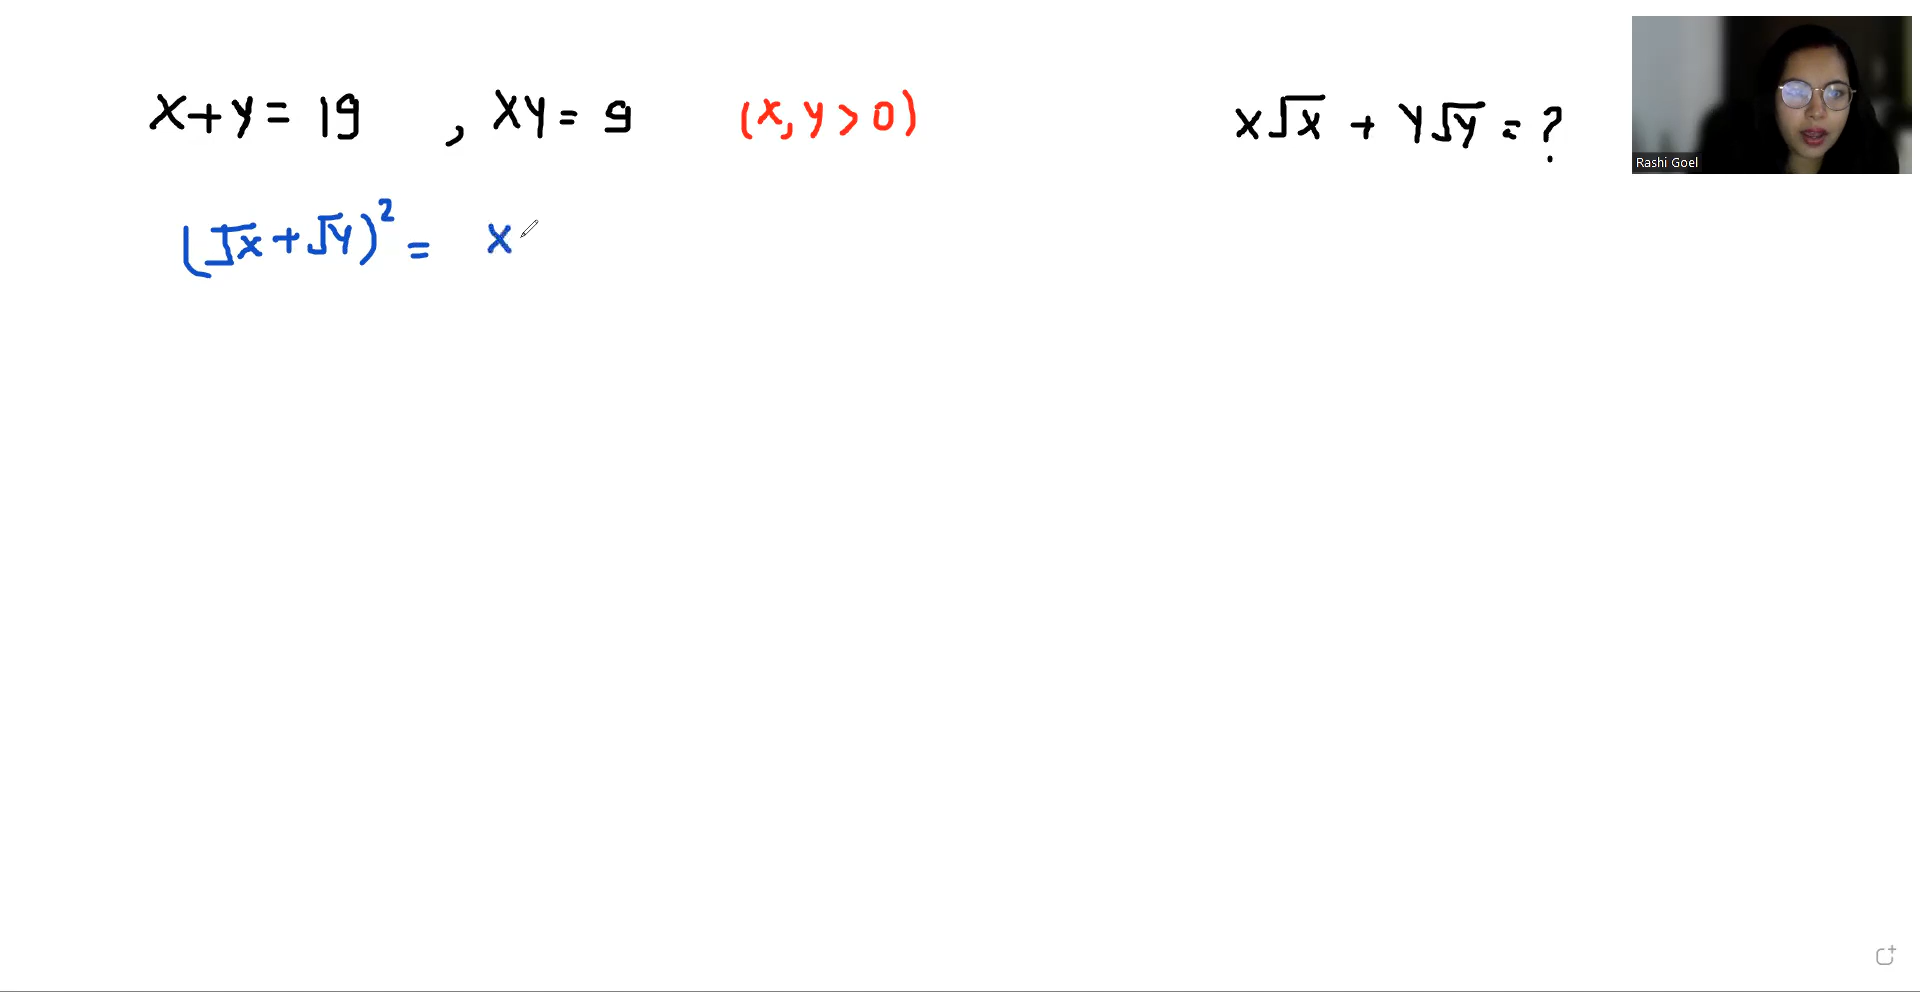 x+y= 19 , xy= 9 (x,y>0) x√x + y√y = ?
Rashi Goel
(√x+√y)² = x